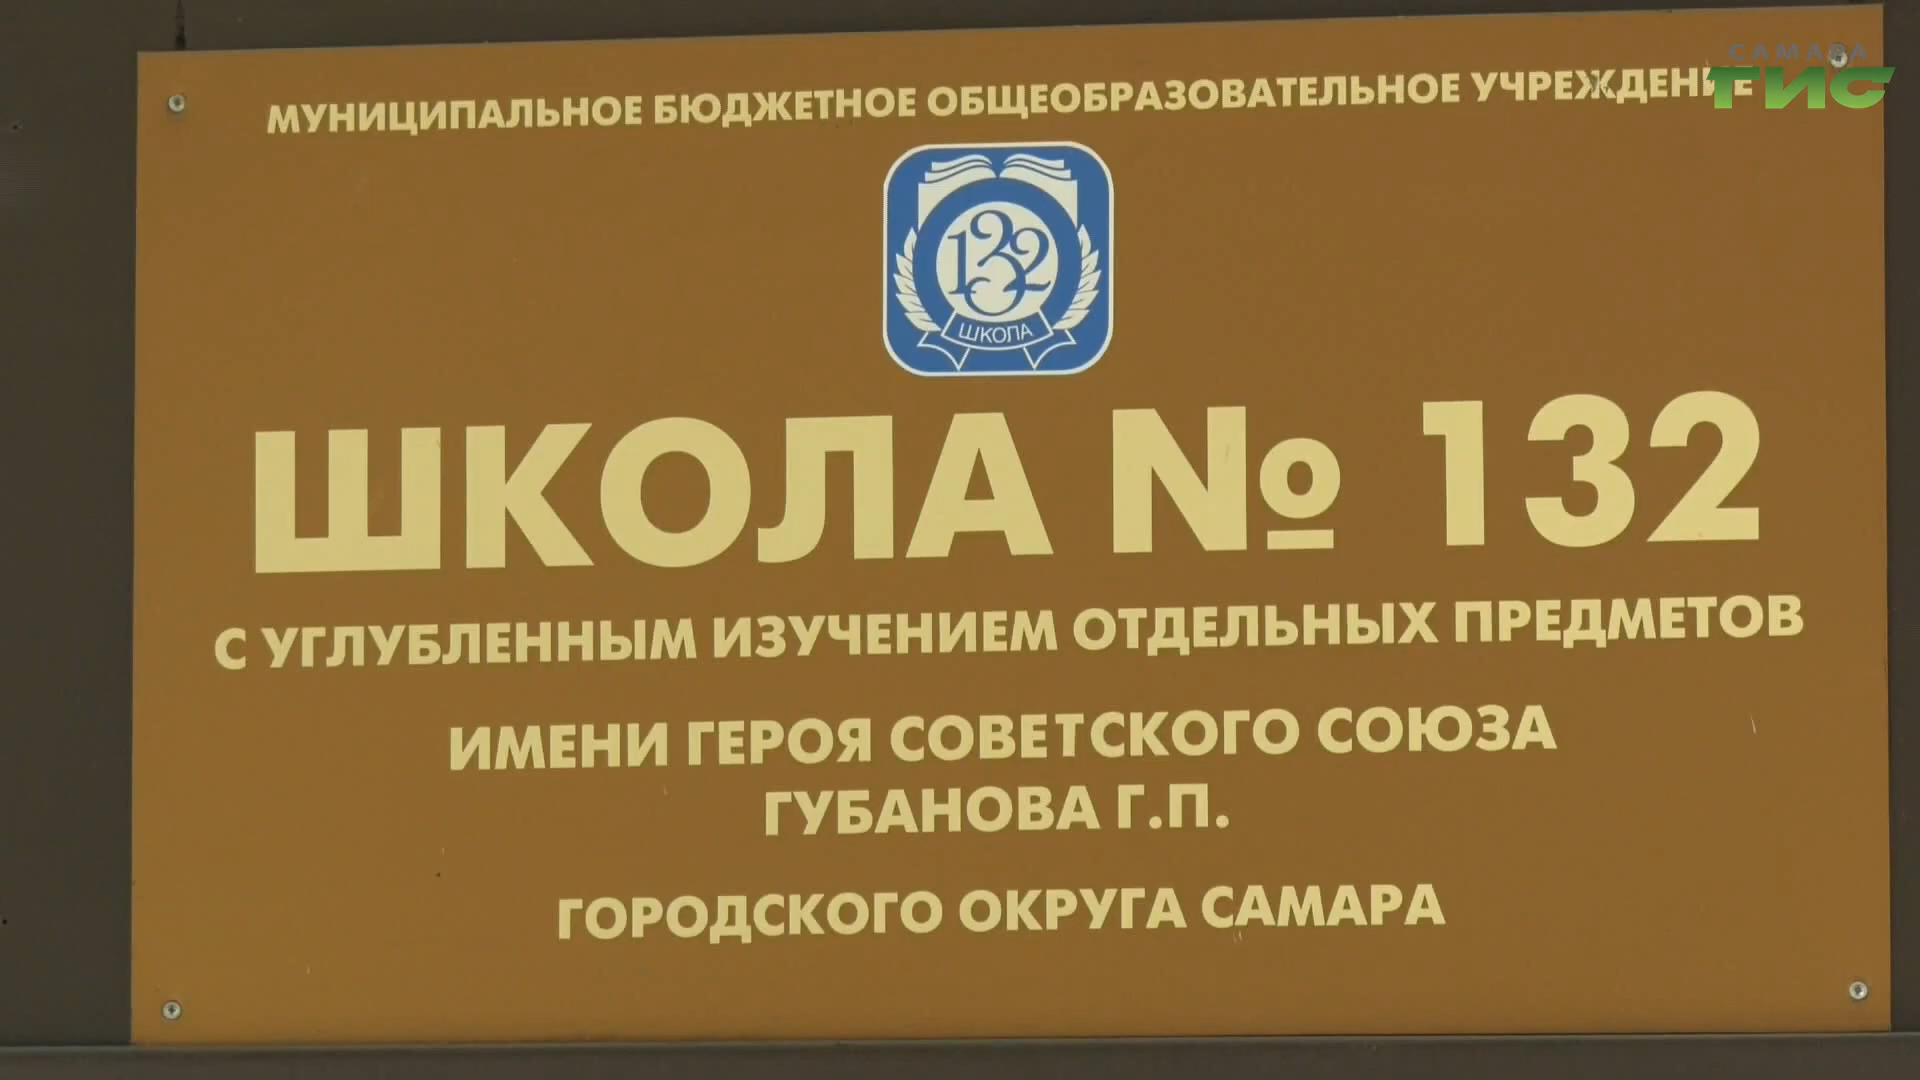 САМАРА
ТИС
МУНИЦИПАЛЬНОЕ БЮДЖЕТНОЕ ОБЩЕОБРАЗОВАТЕЛЬНОЕ УЧРЕЖДЕНИЕ
132
ШКОЛА
ШКОЛА № 132
С УГЛУБЛЕННЫМ ИЗУЧЕНИЕМ ОТДЕЛЬНЫХ ПРЕДМЕТОВ
ИМЕНИ ГЕРОЯ СОВЕТСКОГО СОЮЗА
ГУБАНОВА Г.П.
ГОРОДСКОГО ОКРУГА САМАРА